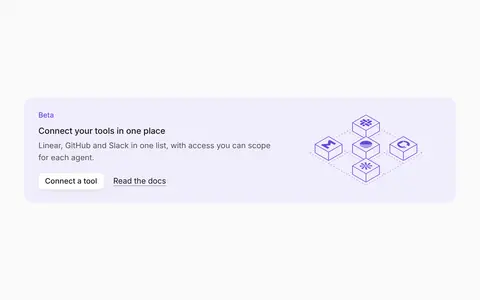 Beta
Connect your tools in one place
Linear, GitHub and Slack in one list, with access you can scope
for each agent.
Connect a tool Read the docs